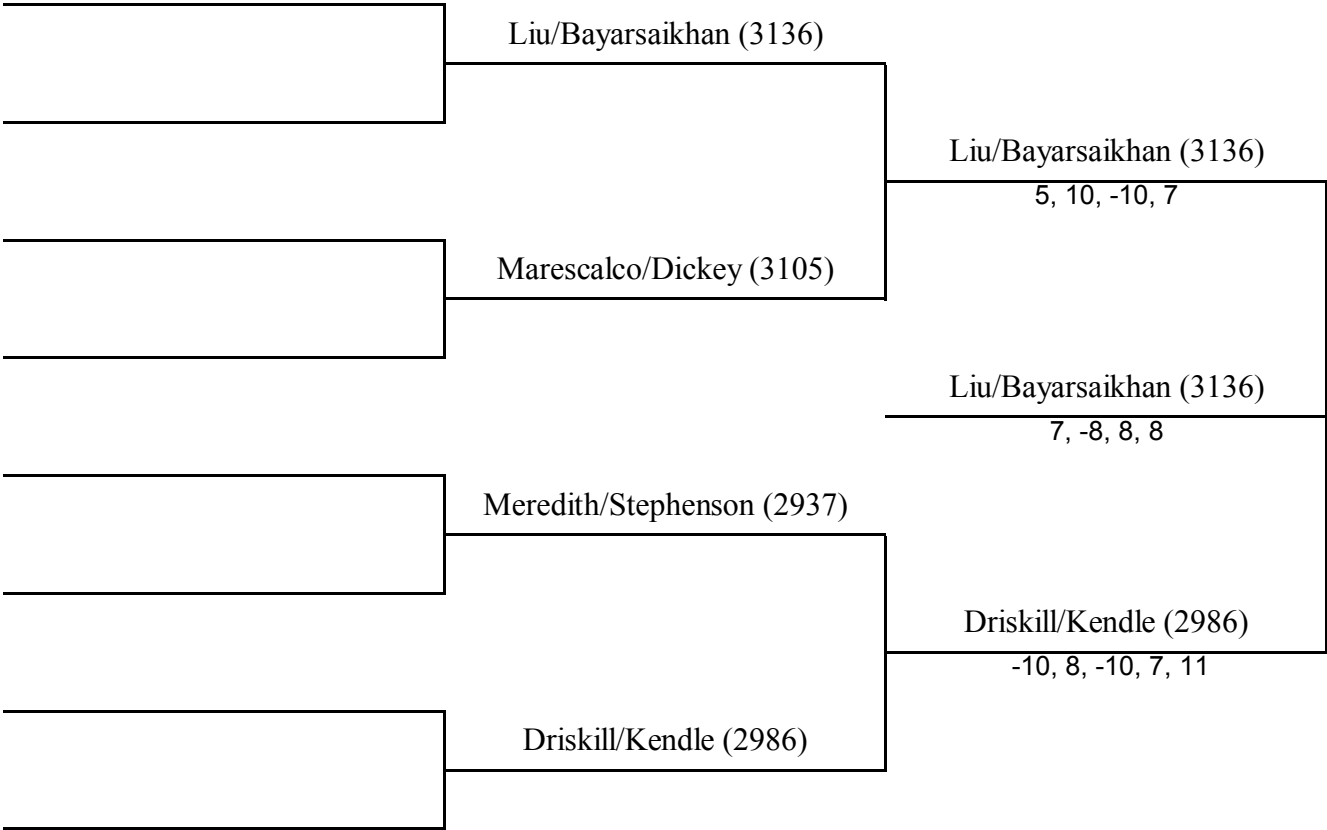 Liu/Bayarsaikhan (3136)
Liu/Bayarsaikhan (3136)
5, 10, -10, 7
Marescalco/Dickey (3105)
Liu/Bayarsaikhan (3136)
7, -8, 8, 8
Meredith/Stephenson (2937)
Driskill/Kendle (2986)
-10, 8, -10, 7, 11
Driskill/Kendle (2986)